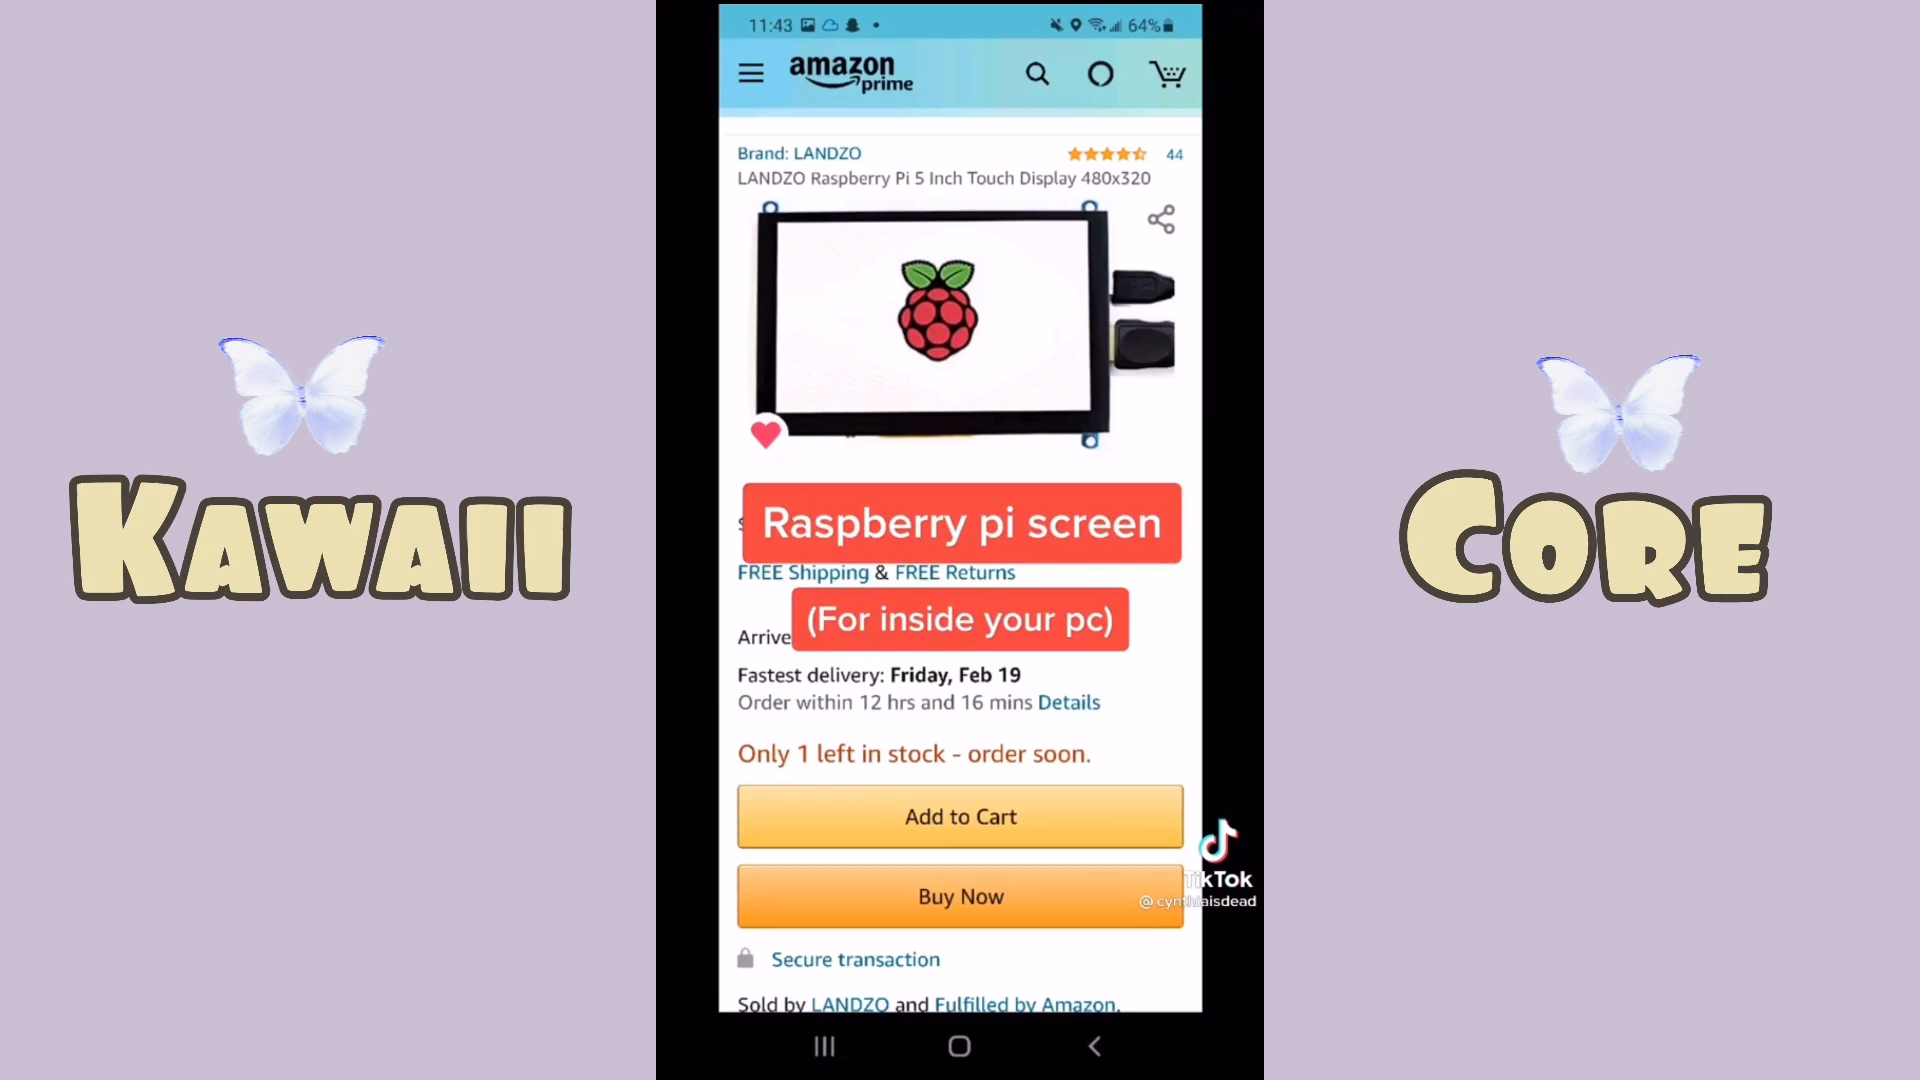 11:43
64%
amazon
prime
Brand: LANDZO
44
LANDZO Raspberry Pi 5 Inch Touch Display 480x320
Kawaii
Core
Raspberry pi screen
FREE Shipping & FREE Returns
(For inside your pc)
Arrive
Fastest delivery: Friday, Feb 19
Order within 12 hrs and 16 mins Details
Only 1 left in stock - order soon.
Add to Cart
Buy Now
TikTok
@cynthiaisdead
Secure transaction
Sold by LANDZO and Fulfilled by Amazon.